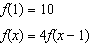 f(1) = 10
f(x) = 4f(x − 1)